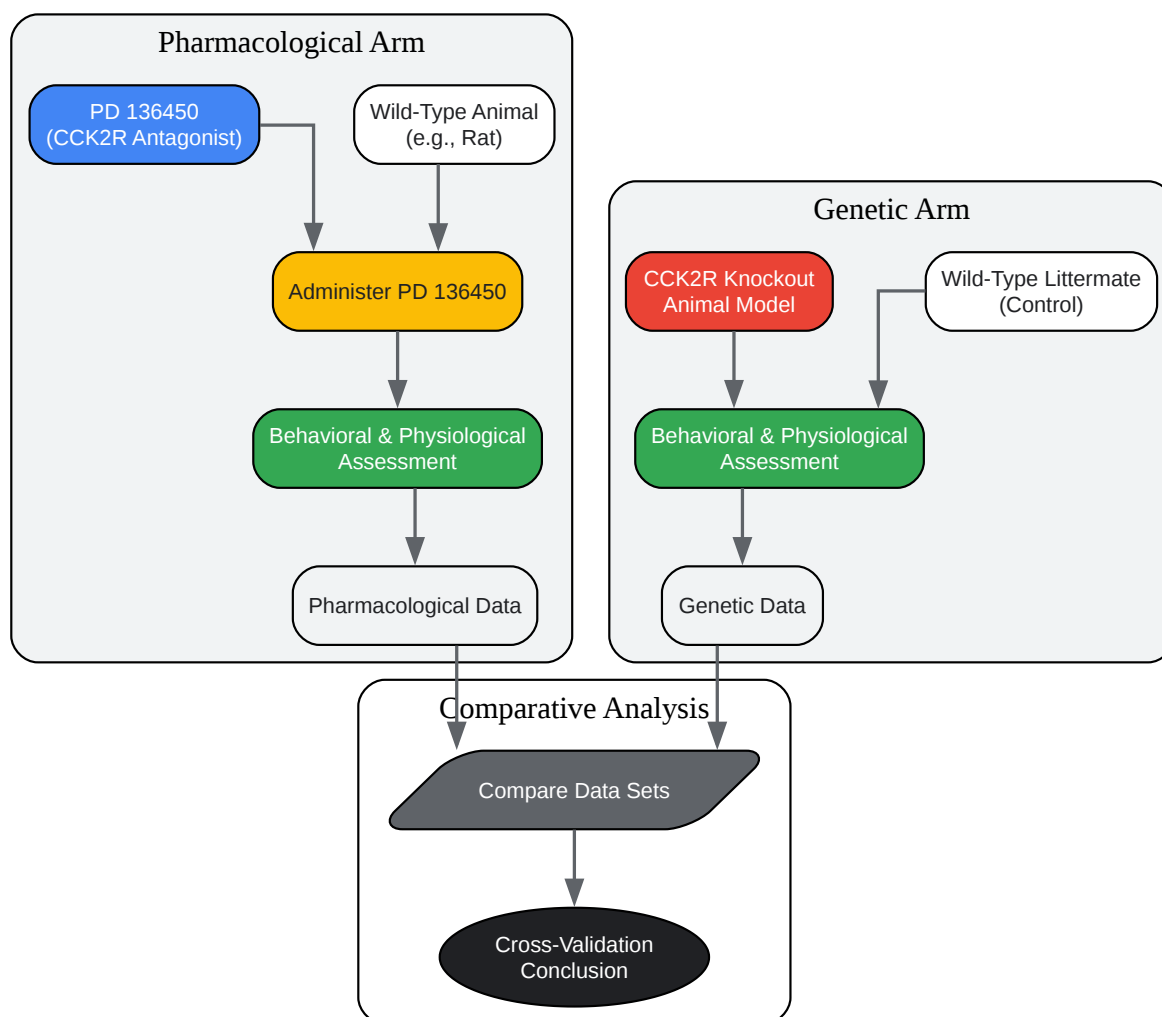 Pharmacological Arm
PD 136450
(CCK2R Antagonist)
Wild-Type Animal
(e.g., Rat)
Administer PD 136450
Behavioral & Physiological
Assessment
Pharmacological Data
Genetic Arm
CCK2R Knockout
Animal Model
Wild-Type Littermate
(Control)
Behavioral & Physiological
Assessment
Genetic Data
Comparative Analysis
Compare Data Sets
Cross-Validation
Conclusion